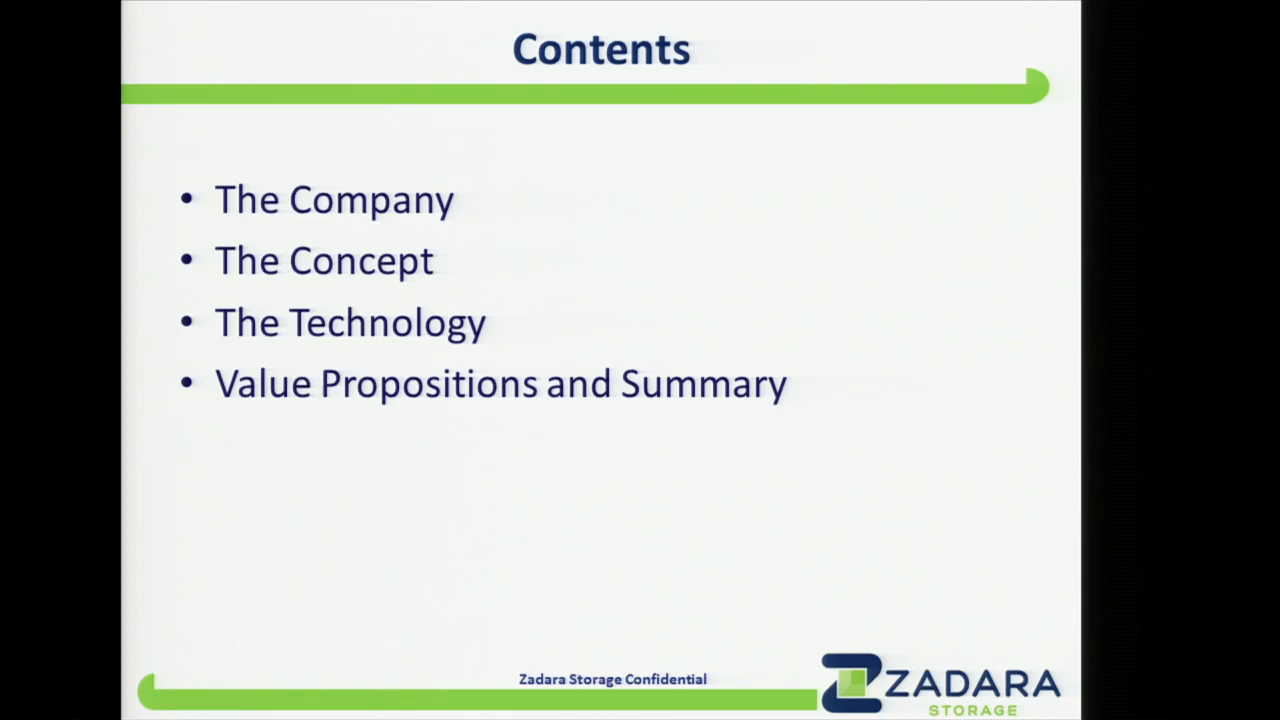 Contents
• The Company
• The Concept
• The Technology
• Value Propositions and Summary
Zadara Storage Confidential
ZADARA
STORAGE